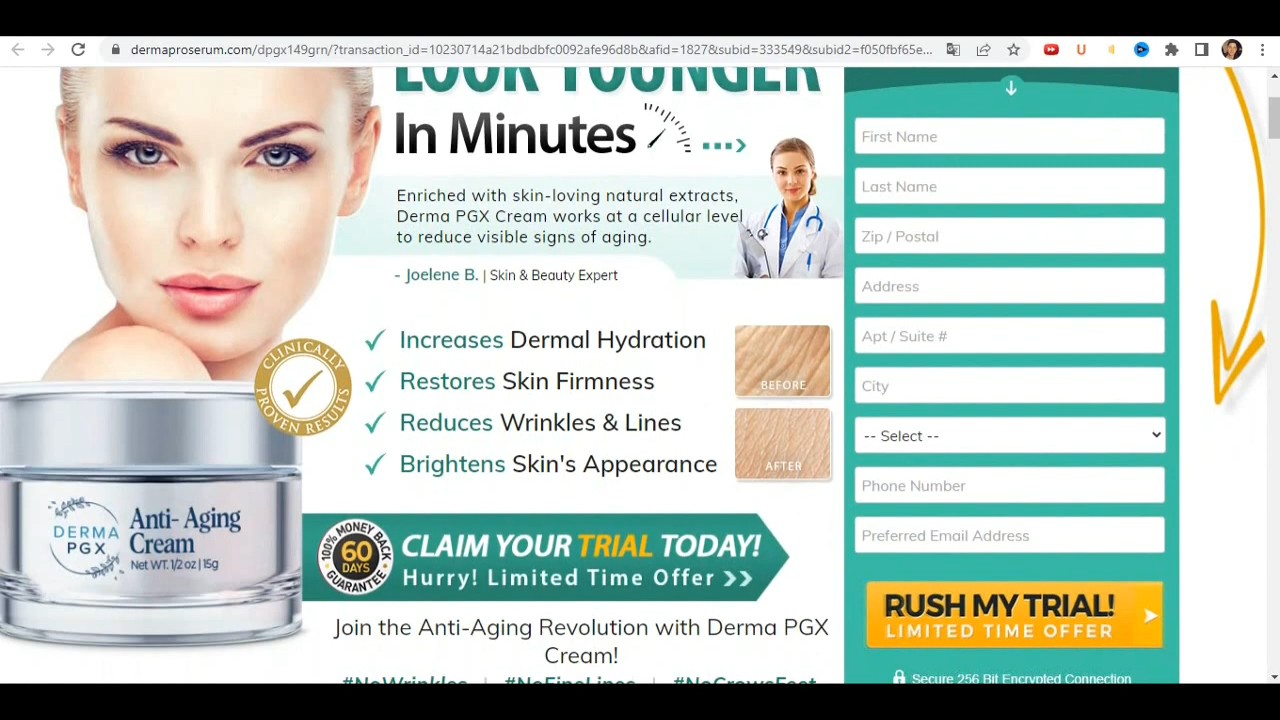 dermaproserum.com/dpgx149grn/?transaction_id=10230714a21bdbdbfc0092afe96d8b&afid=1827&subid=333549&subid2=f050fbf65e...
LOOK YOUNGER
In Minutes
Enriched with skin-loving natural extracts,
Derma PGX Cream works at a cellular level
to reduce visible signs of aging.
- Joelene B. | Skin & Beauty Expert
Increases Dermal Hydration
Restores Skin Firmness
Reduces Wrinkles & Lines
Brightens Skin's Appearance
BEFORE
AFTER
CLINICALLY
PROVEN RESULTS
DERMA
PGX
Anti-Aging
Cream
Net WT. 1/2 oz | 15g
100% MONEY BACK
60
DAYS
GUARANTEE
CLAIM YOUR TRIAL TODAY!
Hurry! Limited Time Offer >>
Join the Anti-Aging Revolution with Derma PGX
Cream!
#NoWrinkles | #NoFineLines | #NoCrowsFeet
First Name
Last Name
Zip / Postal
Address
Apt / Suite #
City
-- Select --
Phone Number
Preferred Email Address
RUSH MY TRIAL!
LIMITED TIME OFFER
Secure 256 Bit Encrypted Connection